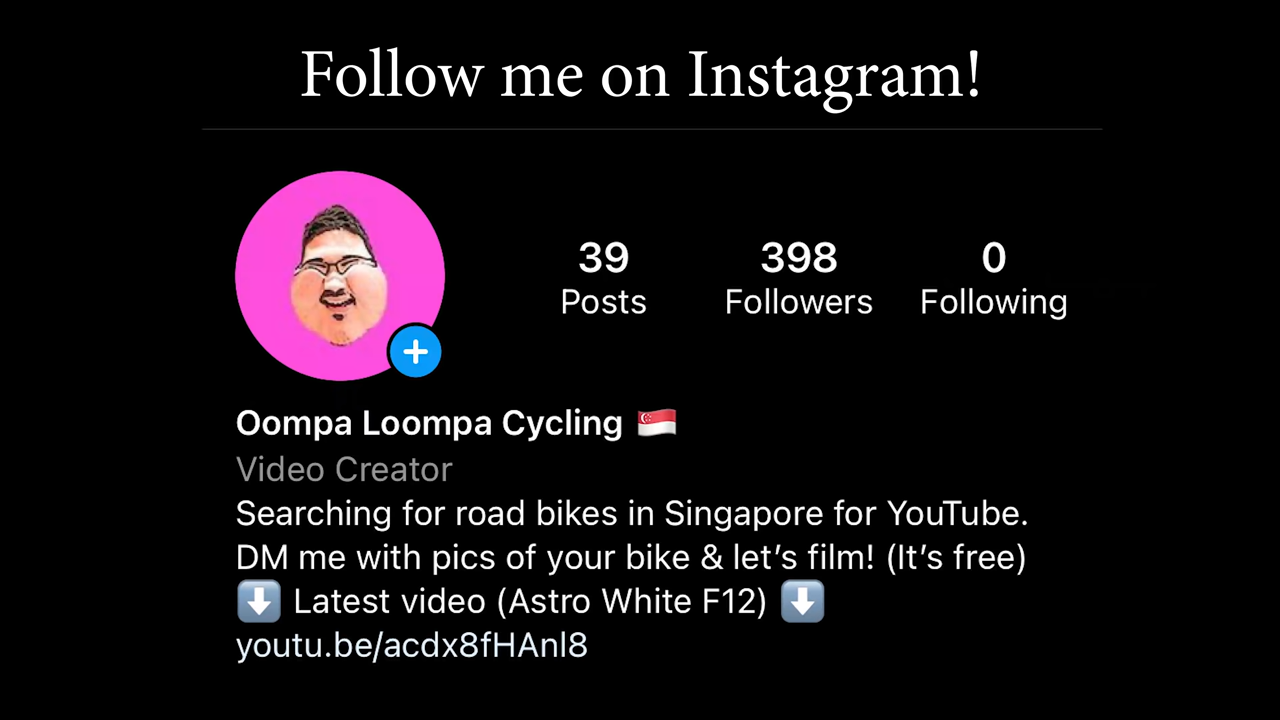 Follow me on Instagram!
39 398 0
Posts Followers Following
Oompa Loompa Cycling 🇸🇬
Video Creator
Searching for road bikes in Singapore for YouTube.
DM me with pics of your bike & let’s film! (It’s free)
⬇️ Latest video (Astro White F12) ⬇️
youtu.be/acdx8fHAnl8